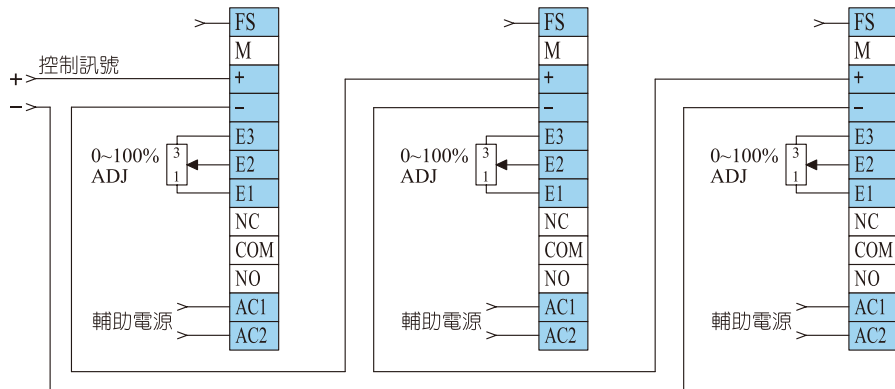 FS
M
+
−
E3
E2
E1
NC
COM
NO
AC1
AC2
+ 控制訊號
−
0~100%
ADJ
3
1
輔助電源
FS
M
+
−
E3
E2
E1
NC
COM
NO
AC1
AC2
0~100%
ADJ
3
1
輔助電源
FS
M
+
−
E3
E2
E1
NC
COM
NO
AC1
AC2
0~100%
ADJ
3
1
輔助電源